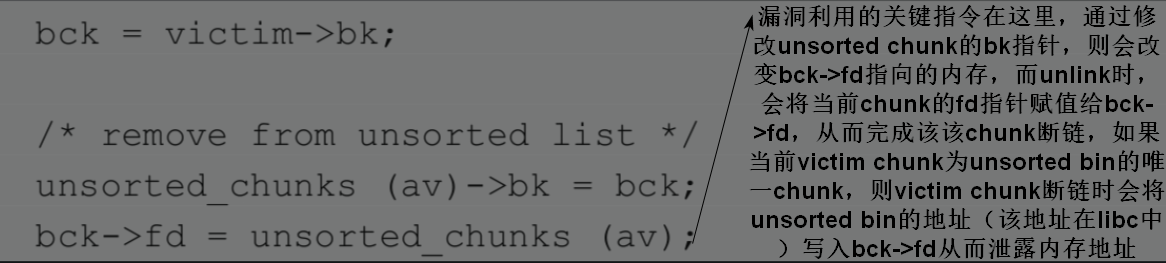 bck = victim->bk;
/* remove from unsorted list */
unsorted_chunks (av)->bk = bck;
bck->fd = unsorted_chunks (av);
漏洞利用的关键指令在这里，通过修
改unsorted chunk的bk指针，则会改
变bck->fd指向的内存，而unlink时，
会将当前chunk的fd指针赋值给bck-
>fd，从而完成该该chunk断链，如果
当前victim chunk为unsorted bin的唯
一chunk，则victim chunk断链时会将
unsorted bin的地址（该地址在libc中
）写入bck->fd从而泄露内存地址